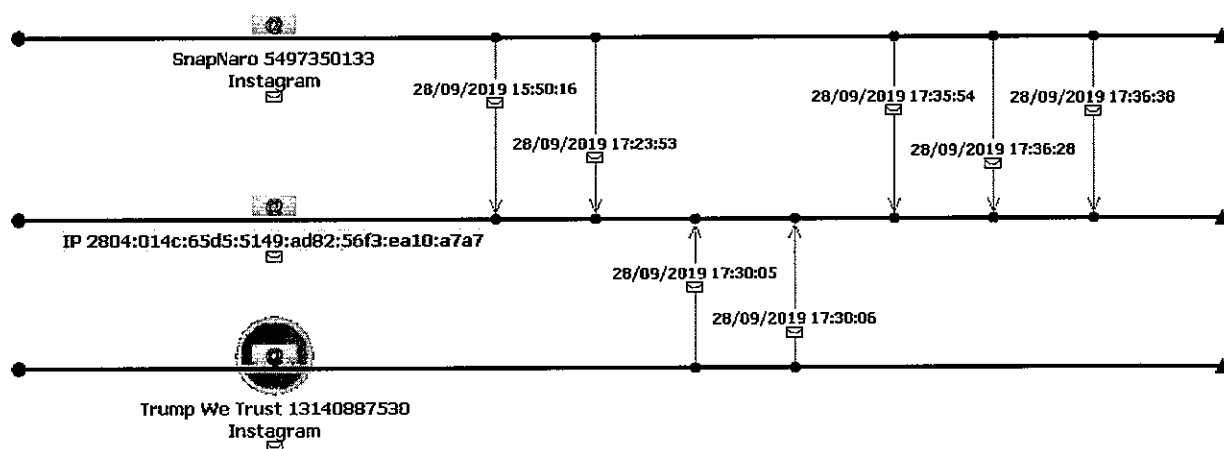 SnapNaro 5497350133
Instagram
28/09/2019 15:50:16
28/09/2019 17:23:53
28/09/2019 17:35:54
28/09/2019 17:36:28
28/09/2019 17:36:38
IP 2804:014c:65d5:5149:ad82:56f3:ea10:a7a7
28/09/2019 17:30:05
28/09/2019 17:30:06
Trump We Trust 13140887530
Instagram